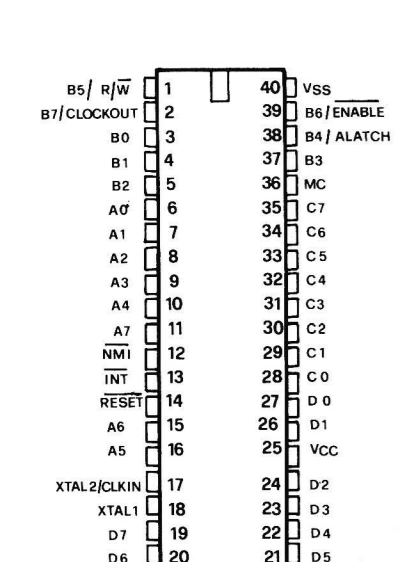 B5/ R/W 1 40 VSS
B7/CLOCKOUT 2 39 B6/ENABLE
B0 3 38 B4/ALATCH
B1 4 37 B3
B2 5 36 MC
A0 6 35 C7
A1 7 34 C6
A2 8 33 C5
A3 9 32 C4
A4 10 31 C3
A7 11 30 C2
NMI 12 29 C1
INT 13 28 C0
RESET 14 27 D0
A6 15 26 D1
A5 16 25 VCC
XTAL2/CLKIN 17 24 D2
XTAL1 18 23 D3
D7 19 22 D4
D6 20 21 D5